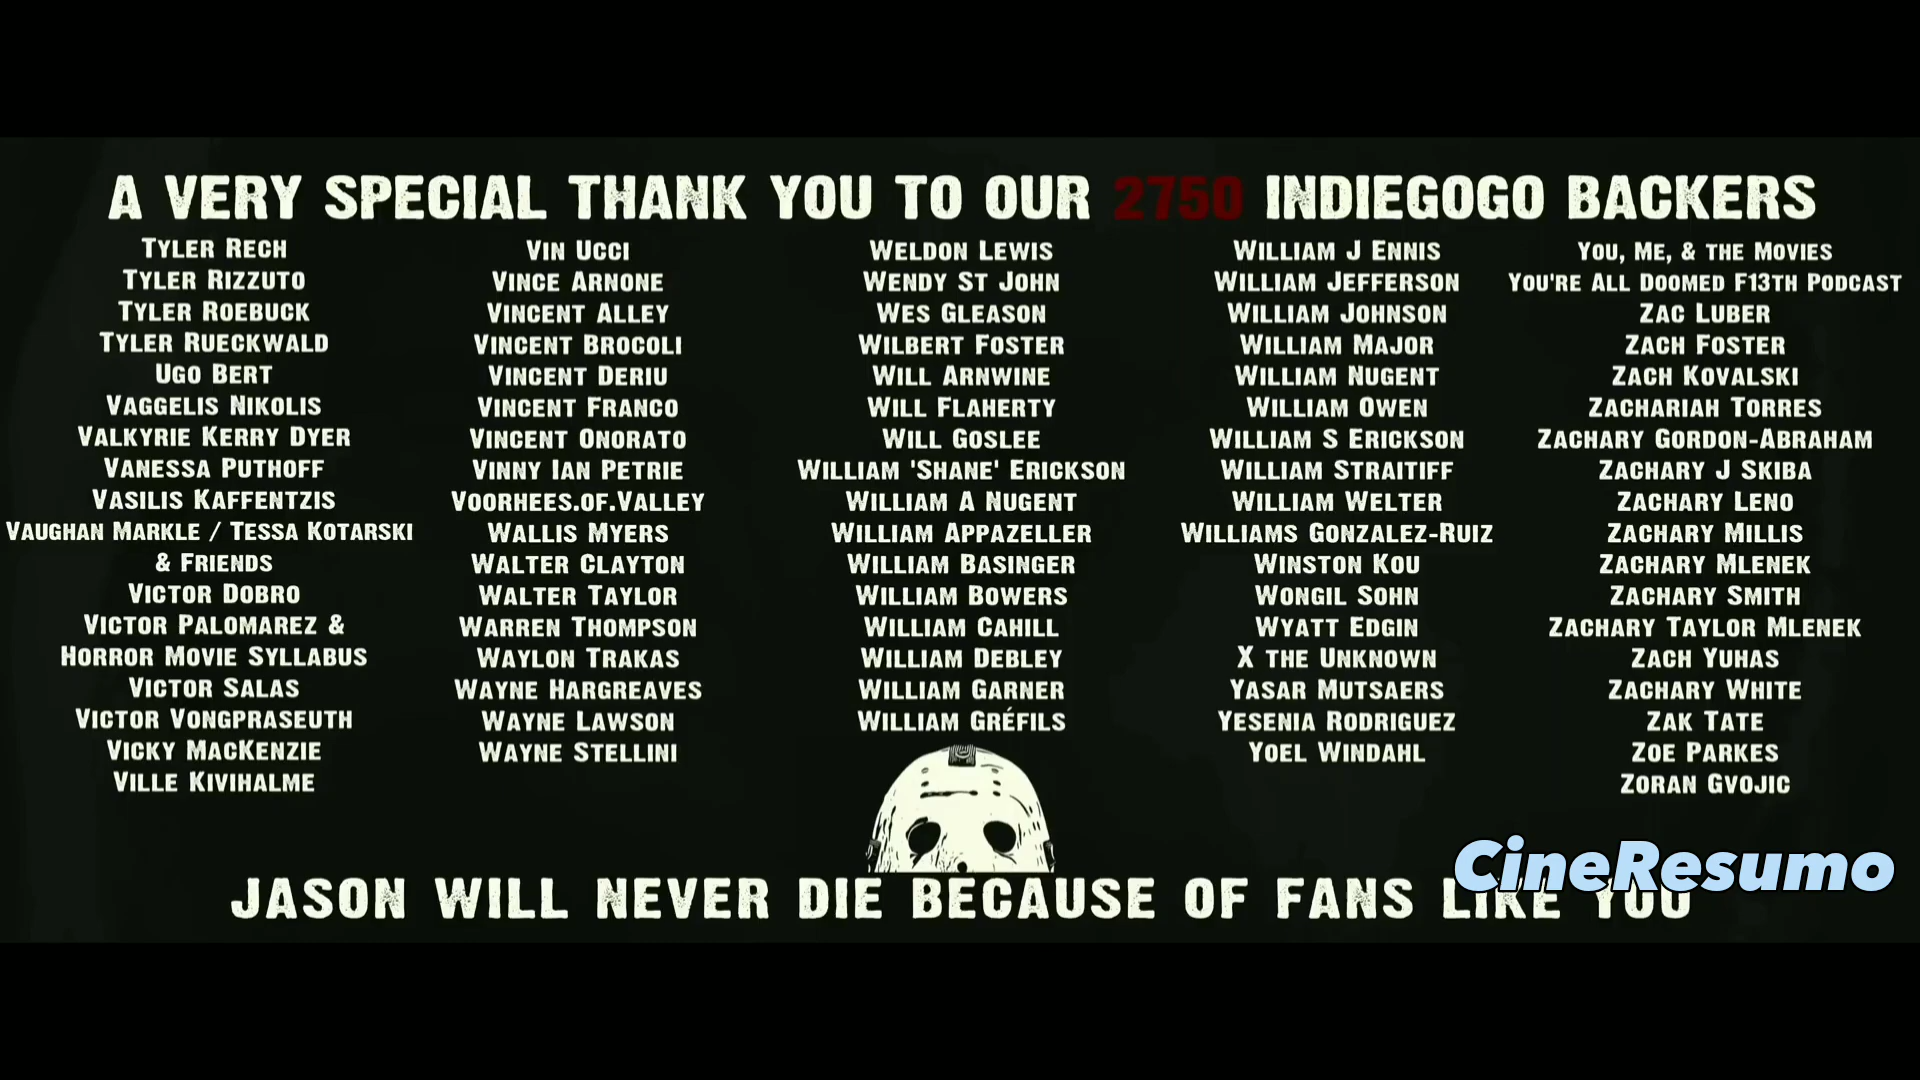 A VERY SPECIAL THANK YOU TO OUR 2750 INDIEGOGO BACKERS
TYLER RECH
TYLER RIZZUTO
TYLER ROEBUCK
TYLER RUECKWALD
UGO BERT
VAGGELIS NIKOLIS
VALKYRIE KERRY DYER
VANESSA PUTHOFF
VASILIS KAFFENTZIS
VAUGHAN MARKLE / TESSA KOTARSKI
& FRIENDS
VICTOR DOBRO
VICTOR PALOMAREZ &
HORROR MOVIE SYLLABUS
VICTOR SALAS
VICTOR VONGPRASEUTH
VICKY MACKENZIE
VILLE KIVIHALME
VIN UCCI
VINCE ARNONE
VINCENT ALLEY
VINCENT BROCOLI
VINCENT DERIU
VINCENT FRANCO
VINCENT ONORATO
VINNY IAN PETRIE
VOORHEES.OF.VALLEY
WALLIS MYERS
WALTER CLAYTON
WALTER TAYLOR
WARREN THOMPSON
WAYLON TRAKAS
WAYNE HARGREAVES
WAYNE LAWSON
WAYNE STELLINI
WELDON LEWIS
WENDY ST JOHN
WES GLEASON
WILBERT FOSTER
WILL ARNWINE
WILL FLAHERTY
WILL GOSLEE
WILLIAM 'SHANE' ERICKSON
WILLIAM A NUGENT
WILLIAM APPAZELLER
WILLIAM BASINGER
WILLIAM BOWERS
WILLIAM CAHILL
WILLIAM DEBLEY
WILLIAM GARNER
WILLIAM GRÉFILS
WILLIAM J ENNIS
WILLIAM JEFFERSON
WILLIAM JOHNSON
WILLIAM MAJOR
WILLIAM NUGENT
WILLIAM OWEN
WILLIAM S ERICKSON
WILLIAM STRAITIFF
WILLIAM WELTER
WILLIAMS GONZALEZ-RUIZ
WINSTON KOU
WONGIL SOHN
WYATT EDGIN
X THE UNKNOWN
YASAR MUTSAERS
YESENIA RODRIGUEZ
YOEL WINDAHL
YOU, ME, & THE MOVIES
YOU'RE ALL DOOMED F13TH PODCAST
ZAC LUBER
ZACH FOSTER
ZACH KOVALSKI
ZACHARIAH TORRES
ZACHARY GORDON-ABRAHAM
ZACHARY J SKIBA
ZACHARY LENO
ZACHARY MILLIS
ZACHARY MLENEK
ZACHARY SMITH
ZACHARY TAYLOR MLENEK
ZACH YUHAS
ZACHARY WHITE
ZAK TATE
ZOE PARKES
ZORAN GVOJIC
CineResumo
JASON WILL NEVER DIE BECAUSE OF FANS LIKE YOU